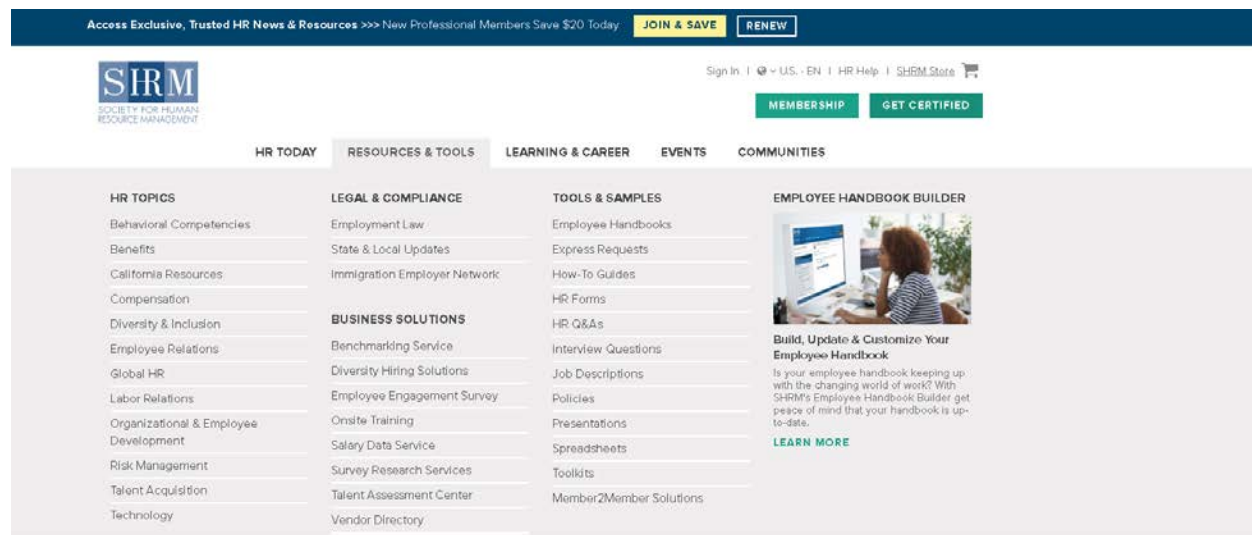 Access Exclusive, Trusted HR News & Resources >>> New Professional Members Save $20 Today JOIN & SAVE RENEW
SHRM
SOCIETY FOR HUMAN
RESOURCE MANAGEMENT
Sign In | U.S. - EN | HR Help | SHRM Store
MEMBERSHIP GET CERTIFIED
HR TODAY RESOURCES & TOOLS LEARNING & CAREER EVENTS COMMUNITIES
HR TOPICS
Behavioral Competencies
Benefits
California Resources
Compensation
Diversity & Inclusion
Employee Relations
Global HR
Labor Relations
Organizational & Employee
Development
Risk Management
Talent Acquisition
Technology
LEGAL & COMPLIANCE
Employment Law
State & Local Updates
Immigration Employer Network
BUSINESS SOLUTIONS
Benchmarking Service
Diversity Hiring Solutions
Employee Engagement Survey
Onsite Training
Salary Data Service
Survey Research Services
Talent Assessment Center
Vendor Directory
TOOLS & SAMPLES
Employee Handbooks
Express Requests
How-To Guides
HR Forms
HR Q&As
Interview Questions
Job Descriptions
Policies
Presentations
Spreadsheets
Toolkits
Member2Member Solutions
EMPLOYEE HANDBOOK BUILDER
Build, Update & Customize Your
Employee Handbook
Is your employee handbook keeping up
with the changing world of work? With
SHRM's Employee Handbook Builder get
peace of mind that your handbook is up-
to-date.
LEARN MORE